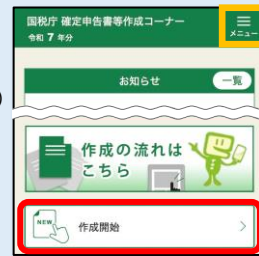 国税庁 確定申告書等作成コーナー
令和 7 年分
メニュー
お知らせ
一覧
作成の流れは
こちら
NEW
作成開始